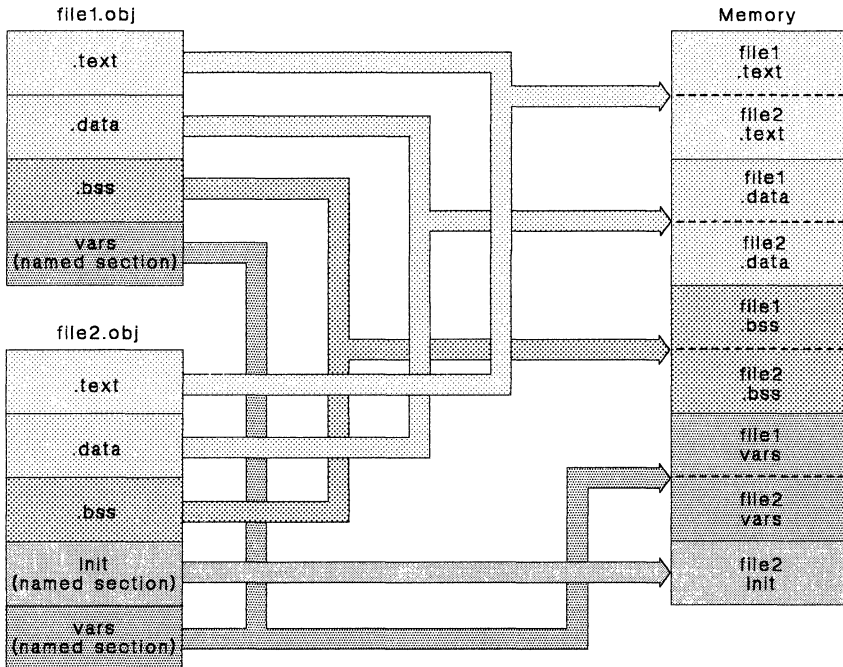 file1.obj
.text
.data
.bss
vars
(named section)
file2.obj
.text
.data
.bss
Init
(named section)
vars
(named section)
Memory
file1
.text
file2
.text
file1
.data
file2
.data
file1
.bss
file2
.bss
file1
vars
file2
vars
file2
Init